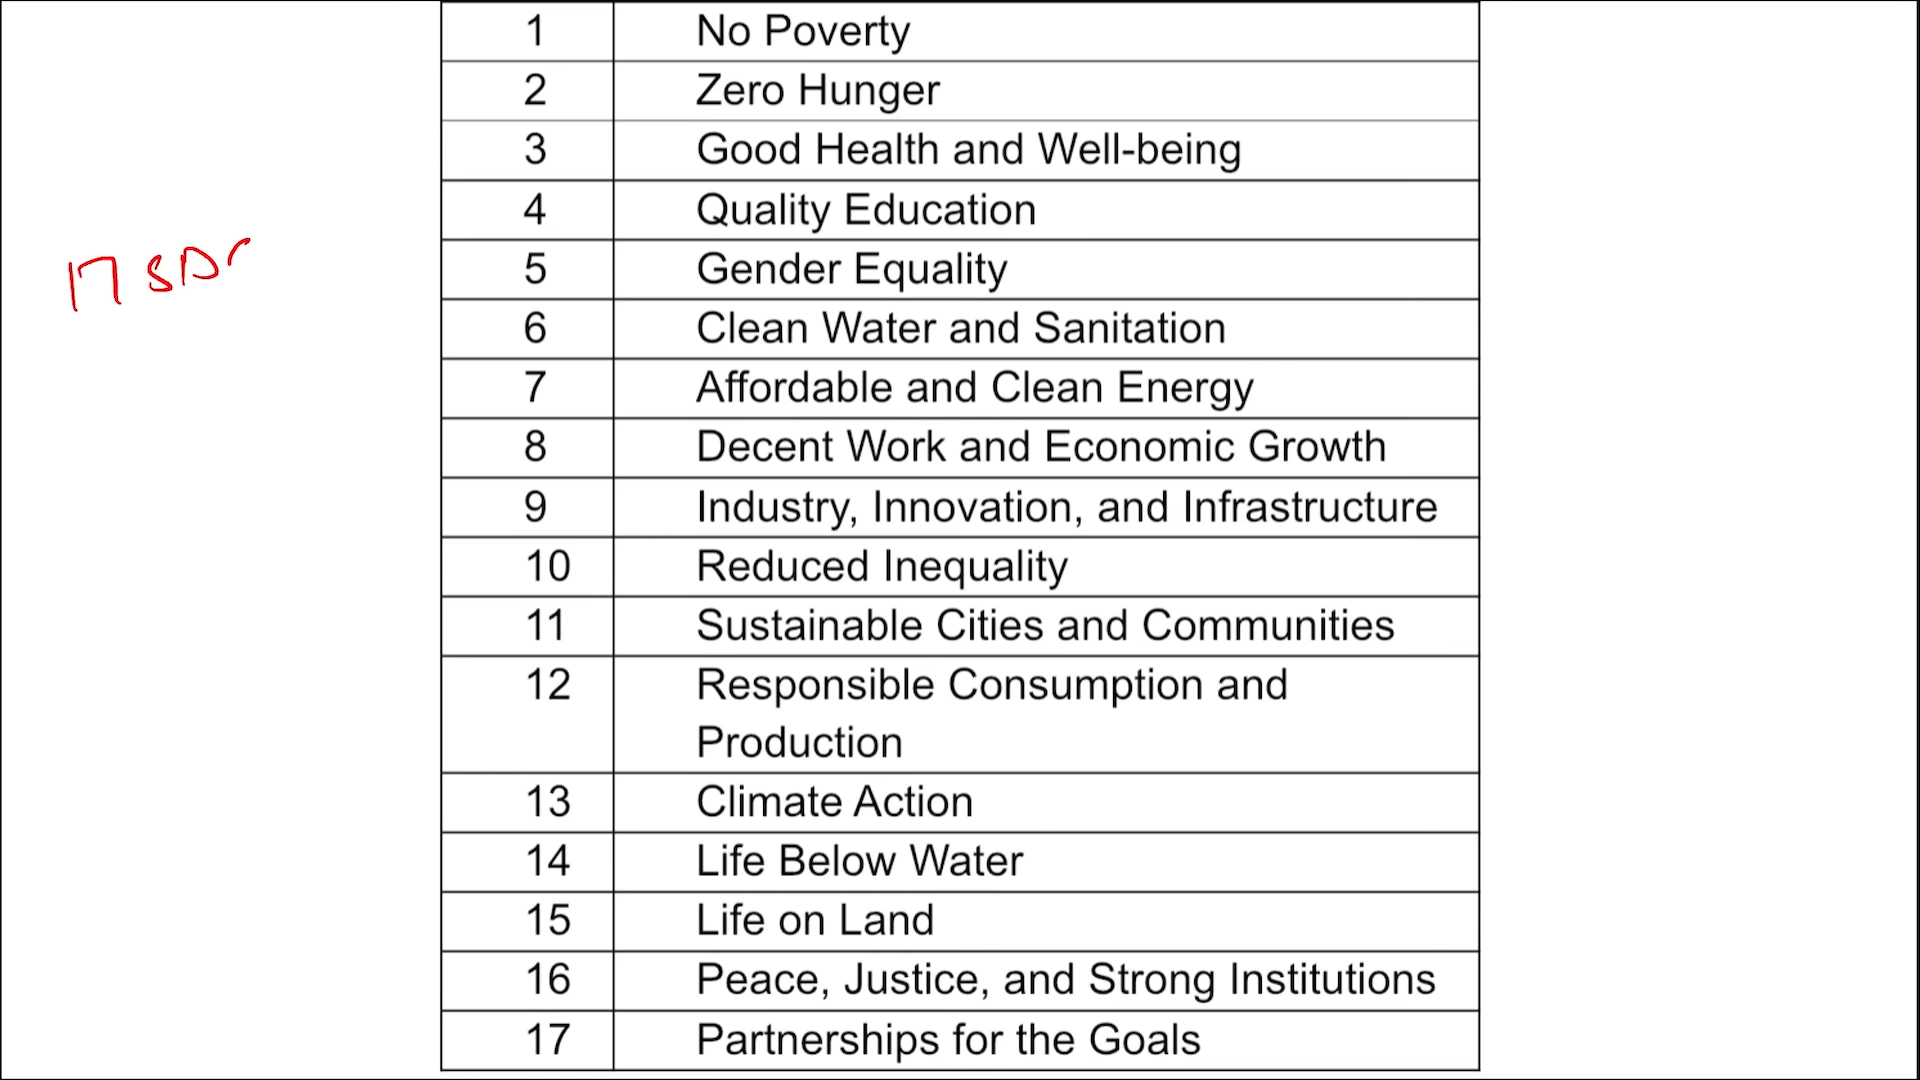 1 No Poverty
2 Zero Hunger
3 Good Health and Well-being
4 Quality Education
17 SD
5 Gender Equality
6 Clean Water and Sanitation
7 Affordable and Clean Energy
8 Decent Work and Economic Growth
9 Industry, Innovation, and Infrastructure
10 Reduced Inequality
11 Sustainable Cities and Communities
12 Responsible Consumption and
Production
13 Climate Action
14 Life Below Water
15 Life on Land
16 Peace, Justice, and Strong Institutions
17 Partnerships for the Goals